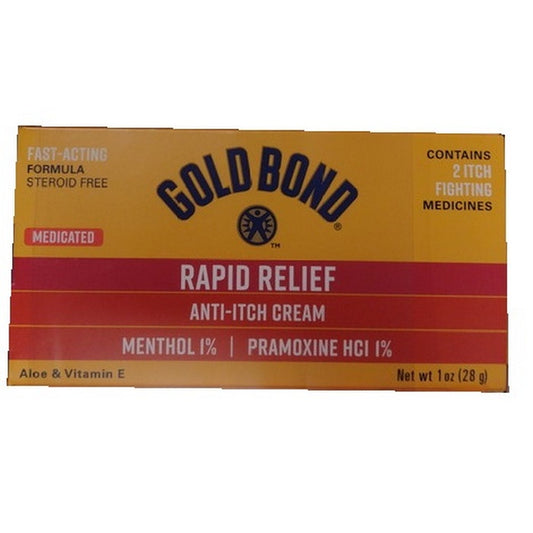 FAST-ACTING
FORMULA
STEROID FREE
MEDICATED
GOLD BOND®
™
CONTAINS
2 ITCH
FIGHTING
MEDICINES
RAPID RELIEF
ANTI-ITCH CREAM
MENTHOL 1% | PRAMOXINE HCl 1%
Aloe & Vitamin E
Net wt 1 oz (28 g)